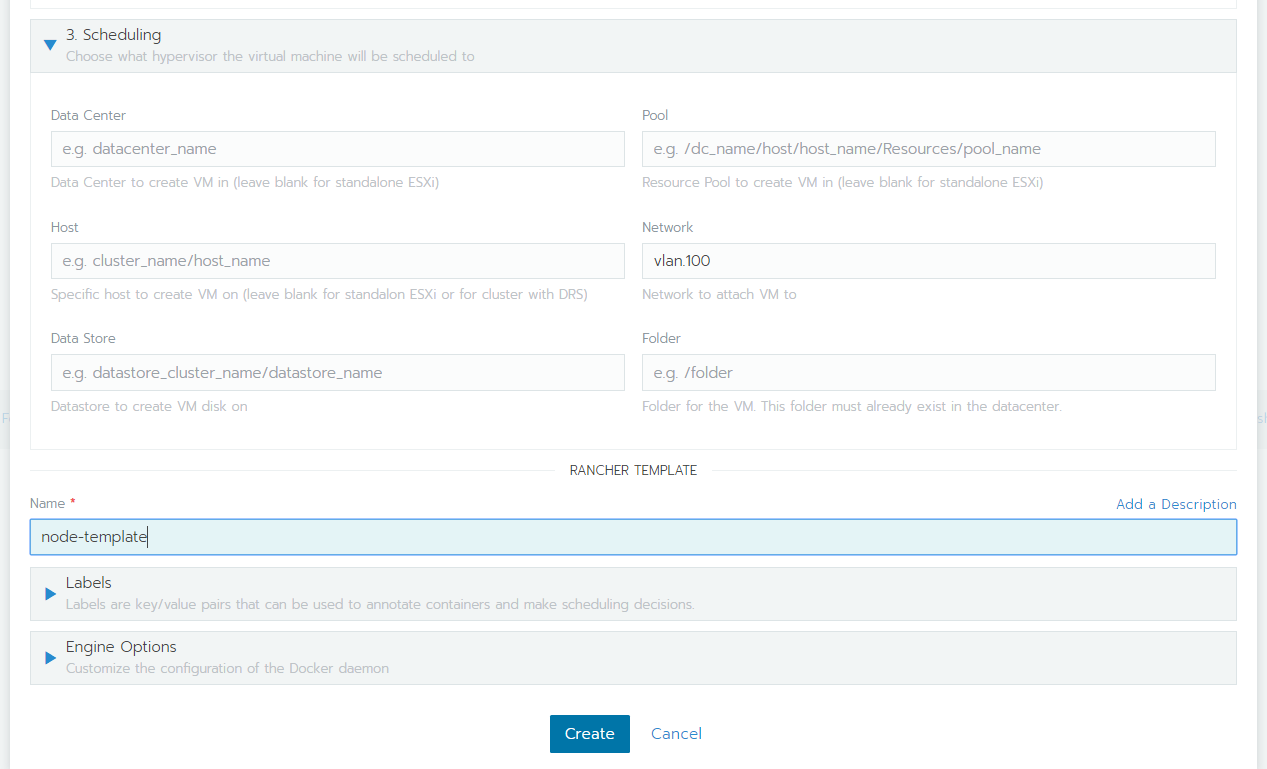 3. Scheduling
Choose what hypervisor the virtual machine will be scheduled to
Data Center
Pool
e.g. datacenter_name
e.g. /dc_name/host/host_name/Resources/pool_name
Data Center to create VM in (leave blank for standalone ESXi)
Resource Pool to create VM in (leave blank for standalone ESXi)
Host
Network
e.g. cluster_name/host_name
vlan.100
Specific host to create VM on (leave blank for standalon ESXi or for cluster with DRS)
Network to attach VM to
Data Store
Folder
e.g. datastore_cluster_name/datastore_name
e.g. /folder
Datastore to create VM disk on
Folder for the VM. This folder must already exist in the datacenter.
RANCHER TEMPLATE
Name *
Add a Description
node-template
Labels
Labels are key/value pairs that can be used to annotate containers and make scheduling decisions.
Engine Options
Customize the configuration of the Docker daemon
Create
Cancel